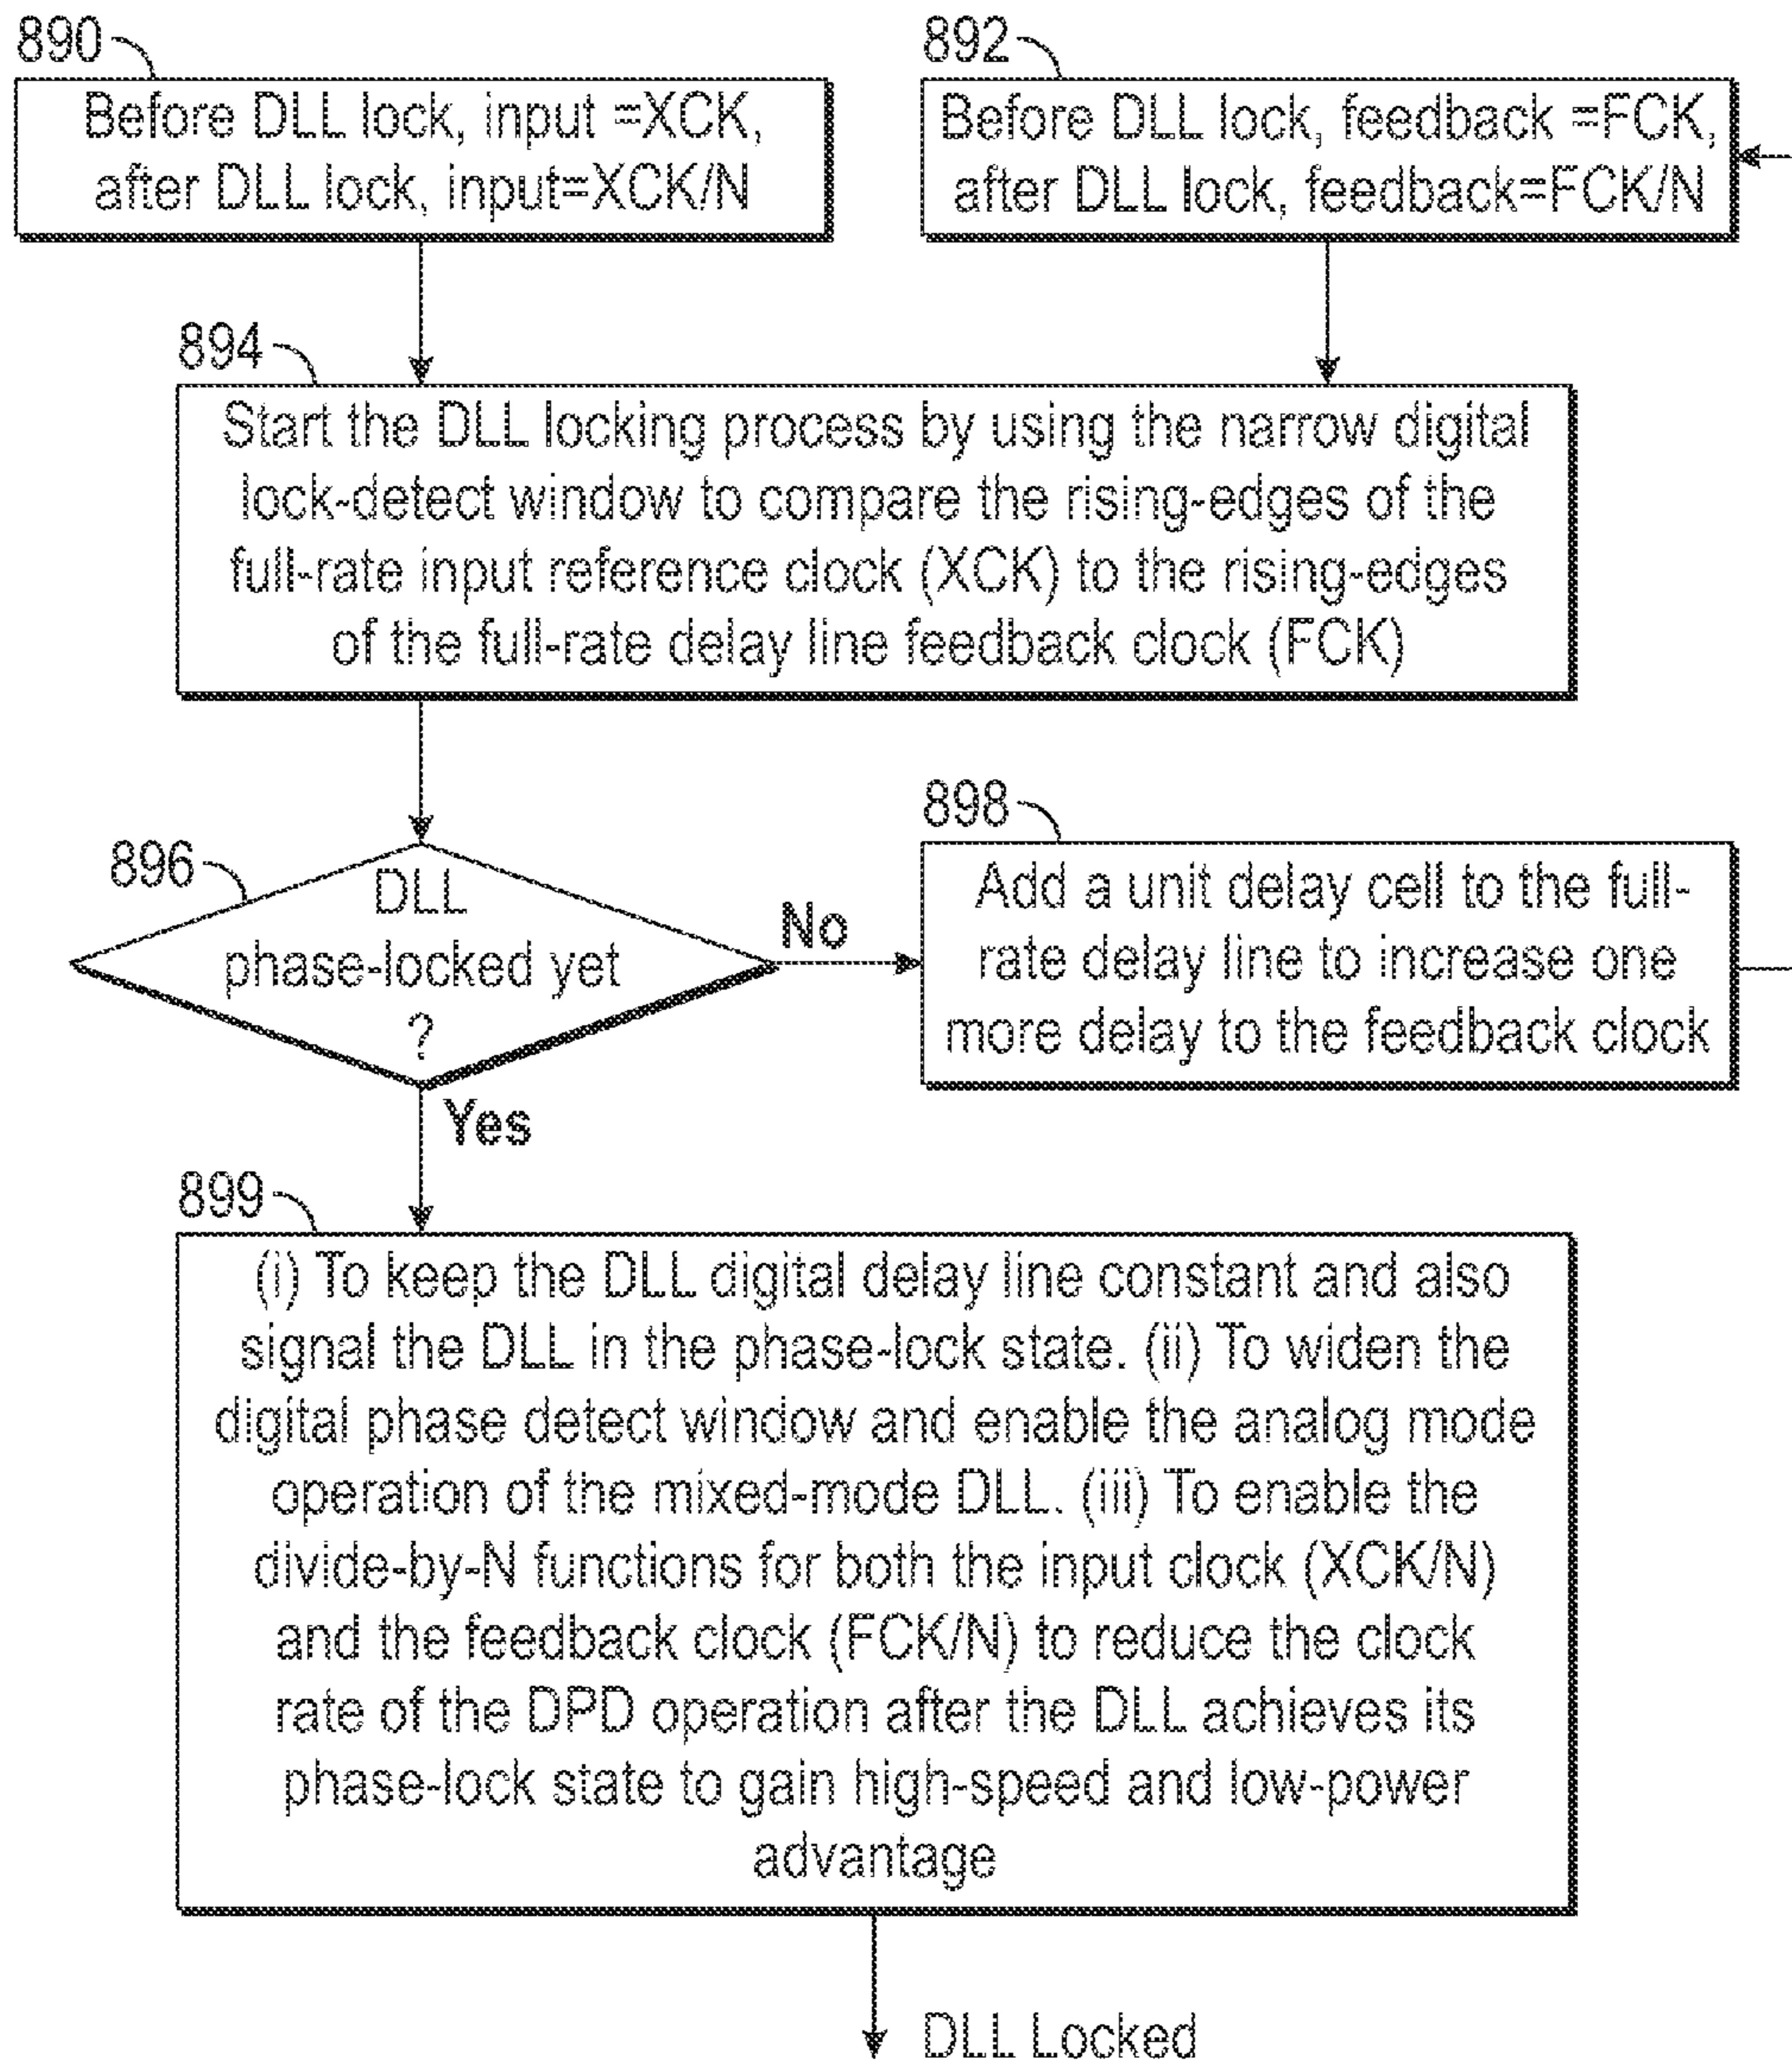 890
Before DLL lock, input =XCK,
after DLL lock, input=XCK/N
892
Before DLL lock, feedback =FCK,
after DLL lock, feedback=FCK/N
894
Start the DLL locking process by using the narrow digital
lock-detect window to compare the rising-edges of the
full-rate input reference clock (XCK) to the rising-edges
of the full-rate delay line feedback clock (FCK)
896
DLL
phase-locked yet
?
No
898
Add a unit delay cell to the full-
rate delay line to increase one
more delay to the feedback clock
Yes
899
(i) To keep the DLL digital delay line constant and also
signal the DLL in the phase-lock state. (ii) To widen the
digital phase detect window and enable the analog mode
operation of the mixed-mode DLL. (iii) To enable the
divide-by-N functions for both the input clock (XCK/N)
and the feedback clock (FCK/N) to reduce the clock
rate of the DPD operation after the DLL achieves its
phase-lock state to gain high-speed and low-power
advantage
DLL Locked